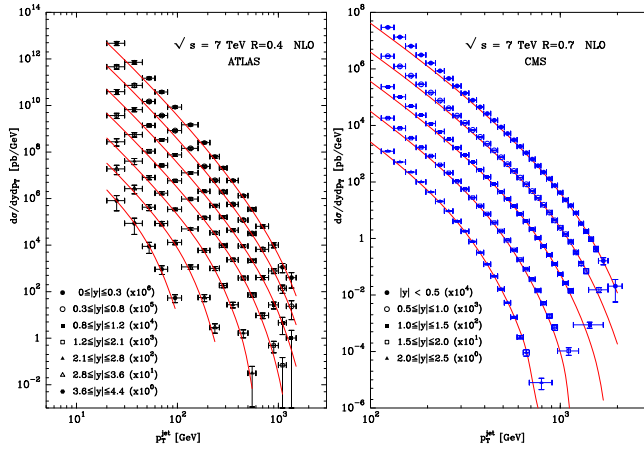 √ s = 7 TeV R=0.4 NLO
ATLAS
dσ/dydp_T [pb/GeV]
10^12
10^10
10^8
10^6
10^4
10^2
1
10^-2
0≤|y|≤0.3 (x10^6)
0.3≤|y|≤0.8 (x10^5)
0.8≤|y|≤1.2 (x10^4)
1.2≤|y|≤2.1 (x10^3)
2.1≤|y|≤2.8 (x10^2)
2.8≤|y|≤3.6 (x10^1)
3.6≤|y|≤4.4 (x10^0)
10^1
10^2
10^3
p_T^jet [GeV]
√ s = 7 TeV R=0.7 NLO
CMS
dσ/dydp_T [pb/GeV]
10^8
10^6
10^4
10^2
1
10^-2
10^-4
10^-6
|y| < 0.5 (x10^4)
0.5≤|y|≤1.0 (x10^3)
1.0≤|y|≤1.5 (x10^2)
1.5≤|y|≤2.0 (x10^1)
2.0≤|y|≤2.5 (x10^0)
10^2
10^3
p_T^jet [GeV]